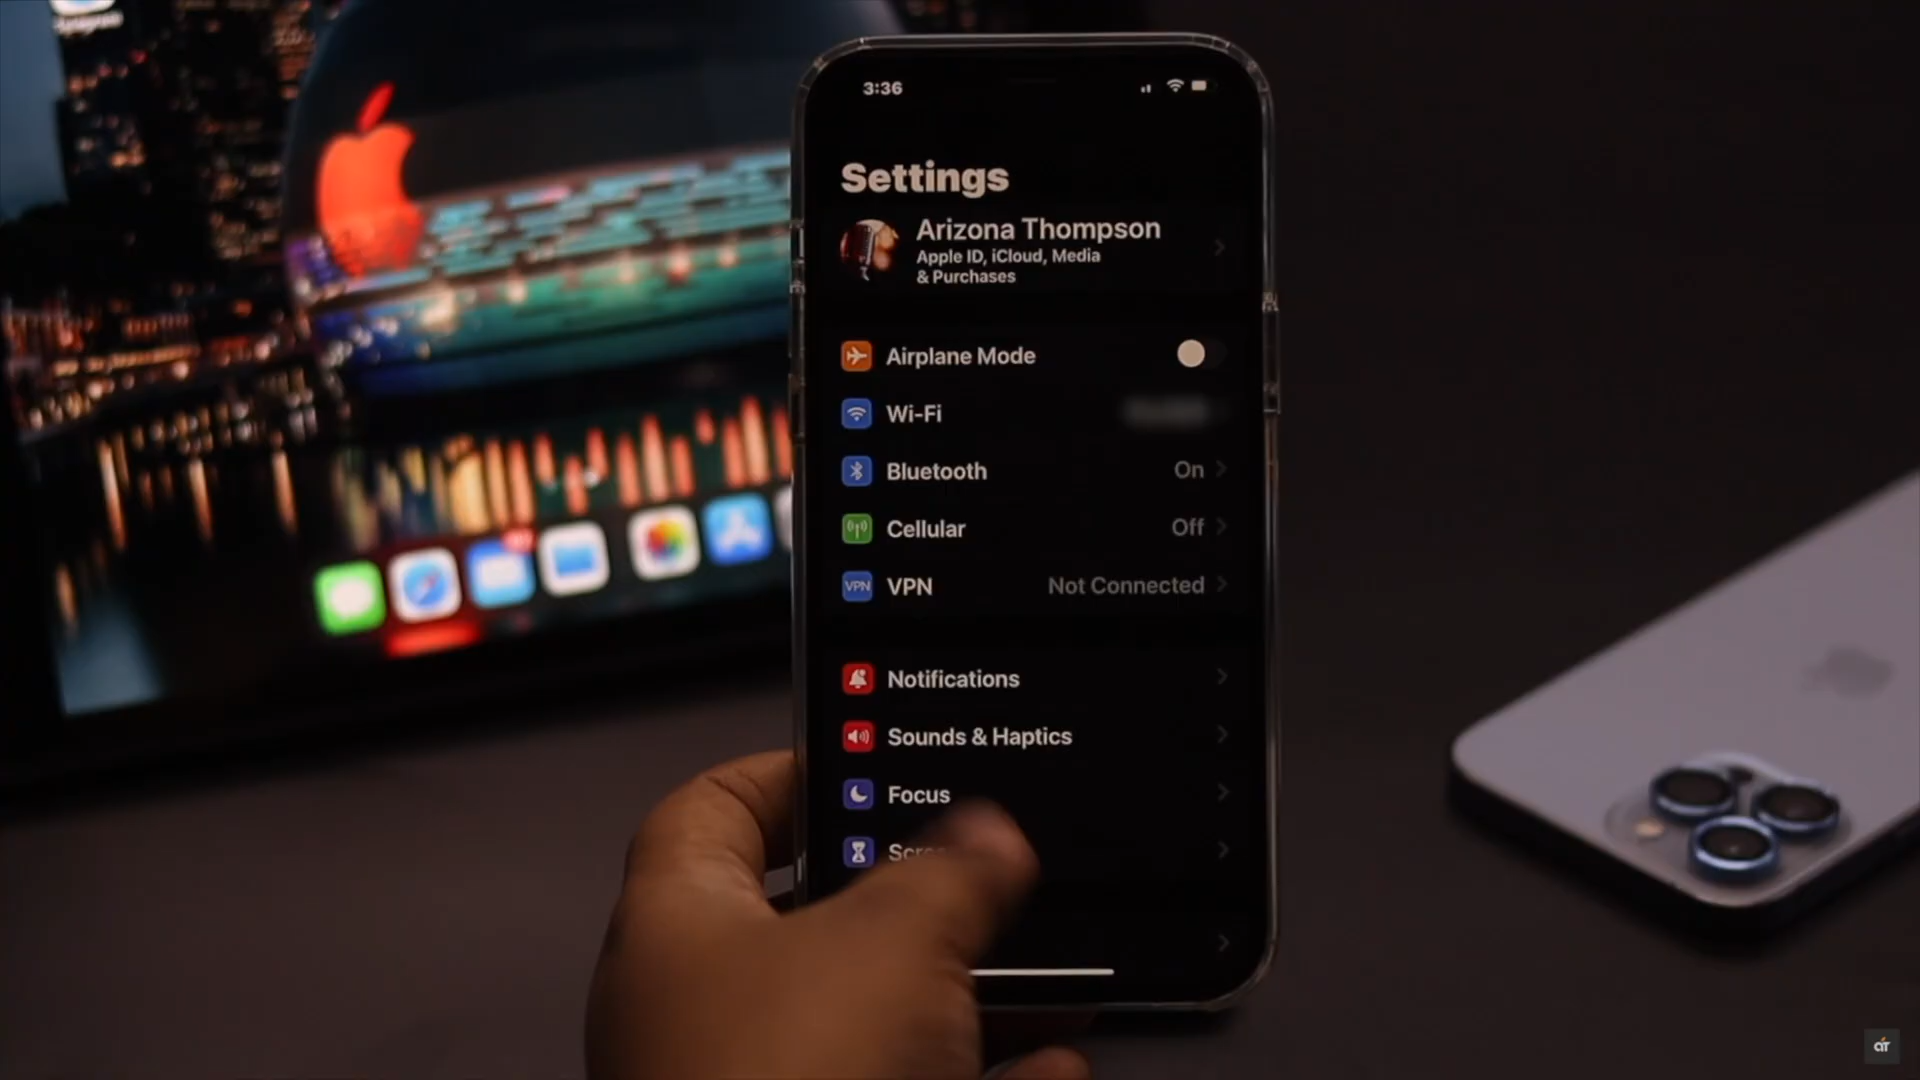 3:36
Settings
Arizona Thompson
Apple ID, iCloud, Media
& Purchases
Airplane Mode
Wi-Fi
Bluetooth
On
Cellular
Off
VPN
VPN
Not Connected
Notifications
Sounds & Haptics
Focus